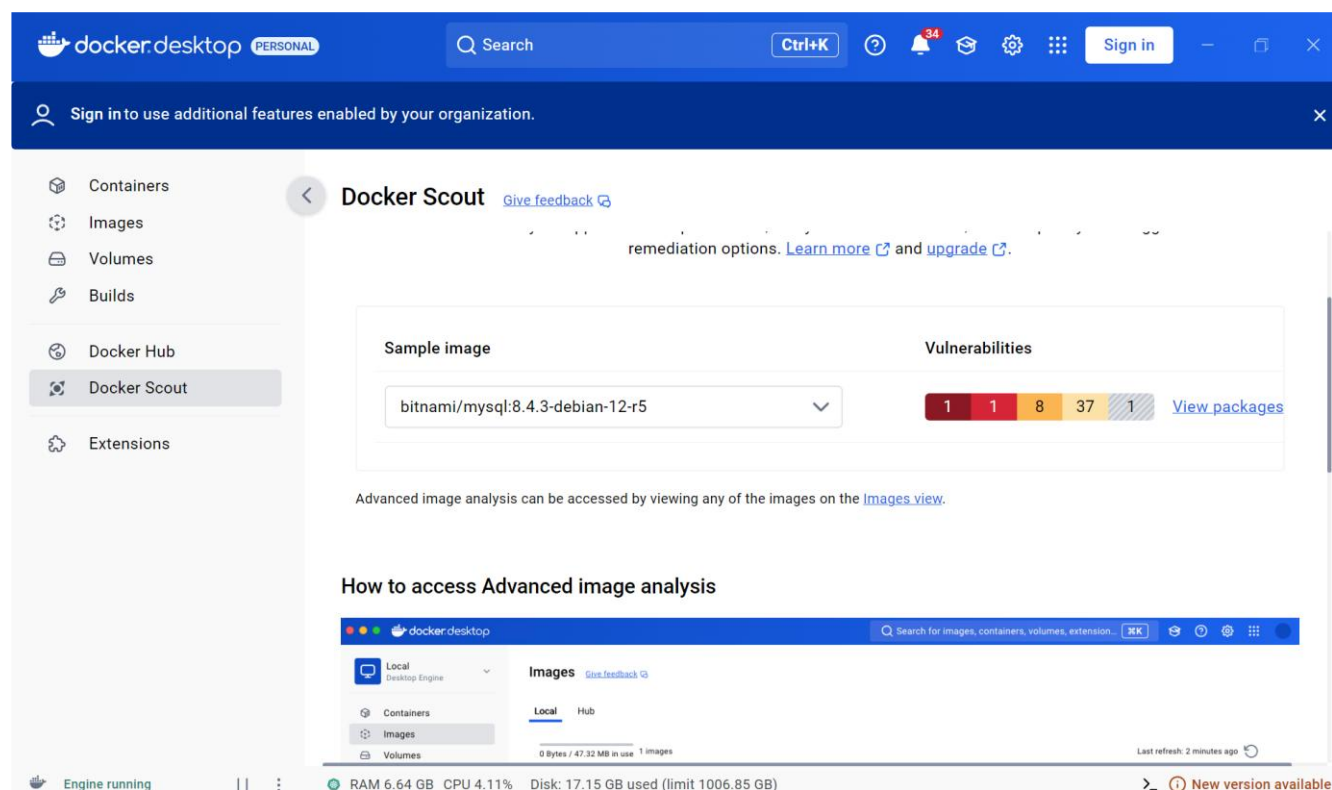 docker.desktop PERSONAL Search Ctrl+K 34 Sign in
Sign in to use additional features enabled by your organization.
Containers
Images
Volumes
Builds
Docker Hub
Docker Scout
Extensions
Docker Scout Give feedback
remediation options. Learn more and upgrade.
Sample image Vulnerabilities
bitnami/mysql:8.4.3-debian-12-r5 1 1 8 37 1 View packages
Advanced image analysis can be accessed by viewing any of the images on the Images view.
How to access Advanced image analysis
docker.desktop Search for images, containers, volumes, extension... ⌘K
Local
Desktop Engine
Containers
Images
Volumes
Images Give feedback
Local Hub
0 Bytes / 47.32 MB in use 1 images Last refresh: 2 minutes ago
Engine running RAM 6.64 GB CPU 4.11% Disk: 17.15 GB used (limit 1006.85 GB) >_ New version available